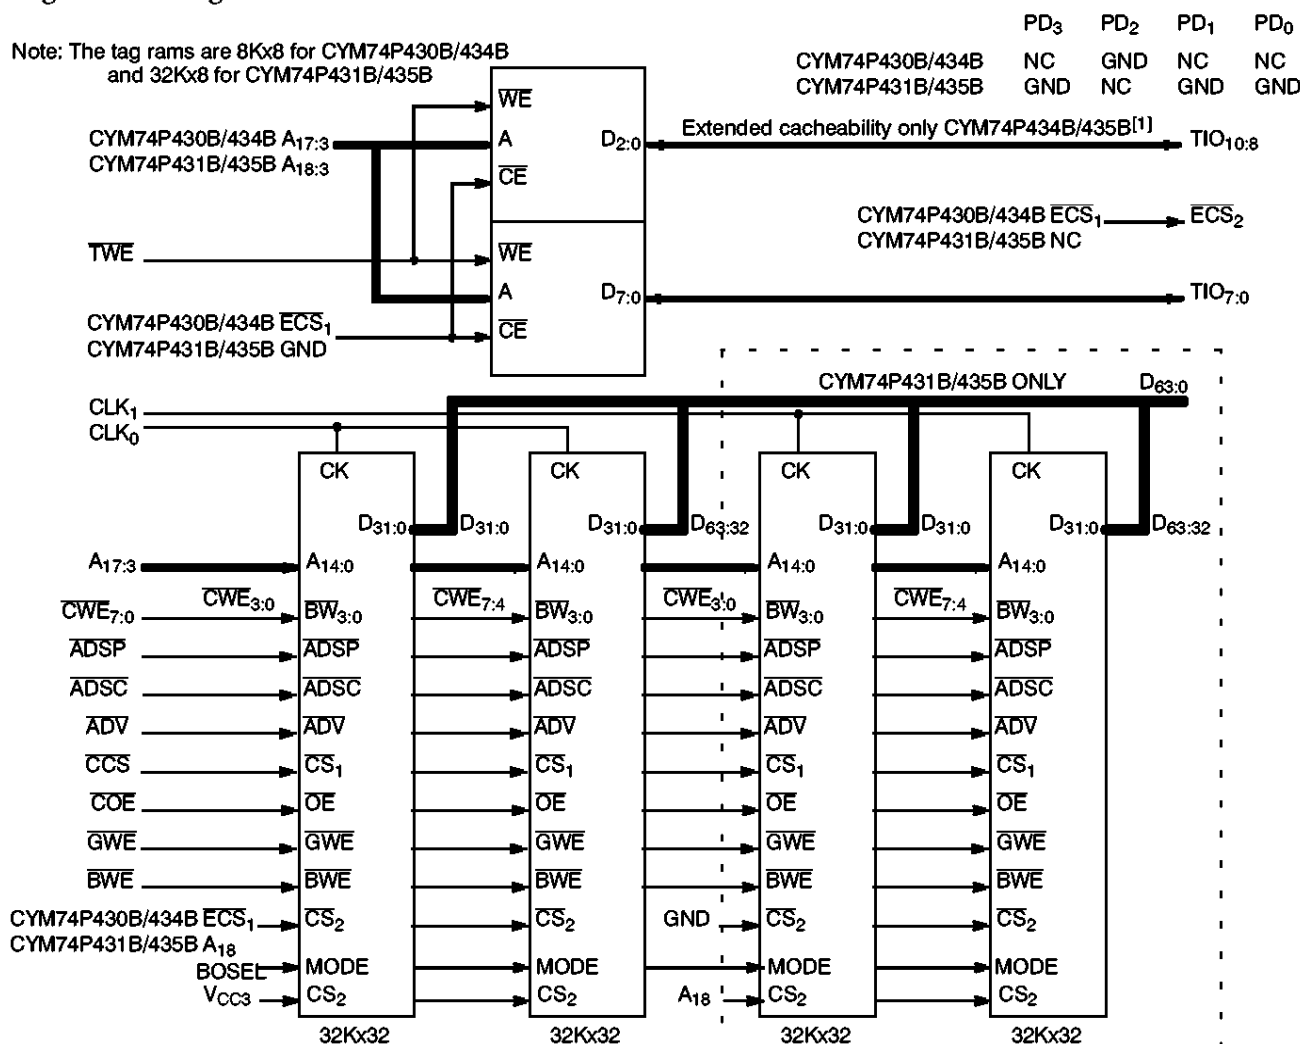 PD3 PD2 PD1 PD0
Note: The tag rams are 8Kx8 for CYM74P430B/434B
and 32Kx8 for CYM74P431B/435B
CYM74P430B/434B NC GND NC NC
CYM74P431B/435B GND NC GND GND
WE
CYM74P430B/434B A17:3 A D2:0 Extended cacheability only CYM74P434B/435B[1] TIO10:8
CYM74P431B/435B A18:3
CE
CYM74P430B/434B ECS1 ECS2
CYM74P431B/435B NC
TWE WE
A D7:0 TIO7:0
CYM74P430B/434B ECS1
CE
CYM74P431B/435B GND
CYM74P431B/435B ONLY D63:0
CLK1
CLK0
CK CK CK CK
D31:0 D31:0 D31:0 D63:32 D31:0 D31:0 D31:0 D63:32
A17:3 A14:0 A14:0 A14:0 A14:0
CWE3:0 CWE7:4 CWE3:0 CWE7:4
CWE7:0 BW3:0 BW3:0 BW3:0 BW3:0
ADSP ADSP ADSP ADSP ADSP
ADSC ADSC ADSC ADSC ADSC
ADV ADV ADV ADV ADV
CCS CS1 CS1 CS1 CS1
COE OE OE OE OE
GWE GWE GWE GWE GWE
BWE BWE BWE BWE BWE
CYM74P430B/434B ECS1 CS2 CS2 GND CS2 CS2
CYM74P431B/435B A18
BOSEL MODE MODE MODE MODE
VCC3 CS2 CS2 A18 CS2 CS2
32Kx32 32Kx32 32Kx32 32Kx32